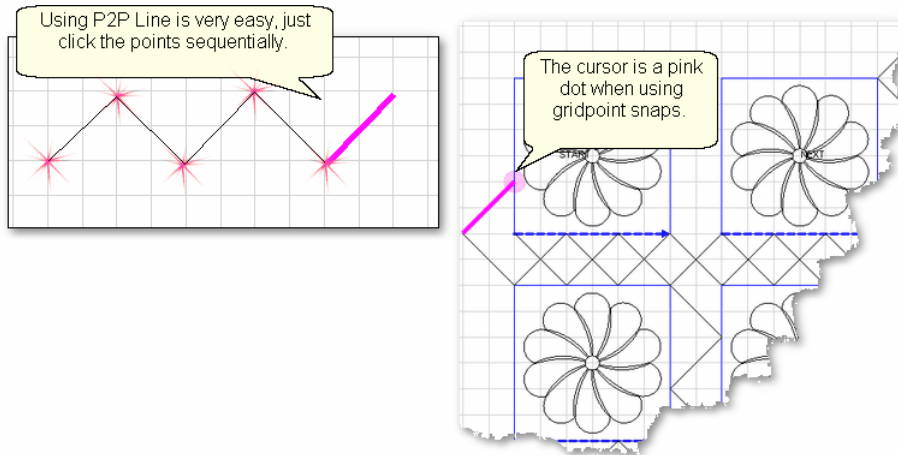 Using P2P Line is very easy, just
click the points sequentially.
The cursor is a pink
dot when using
gridpoint snaps.
START
NEXT